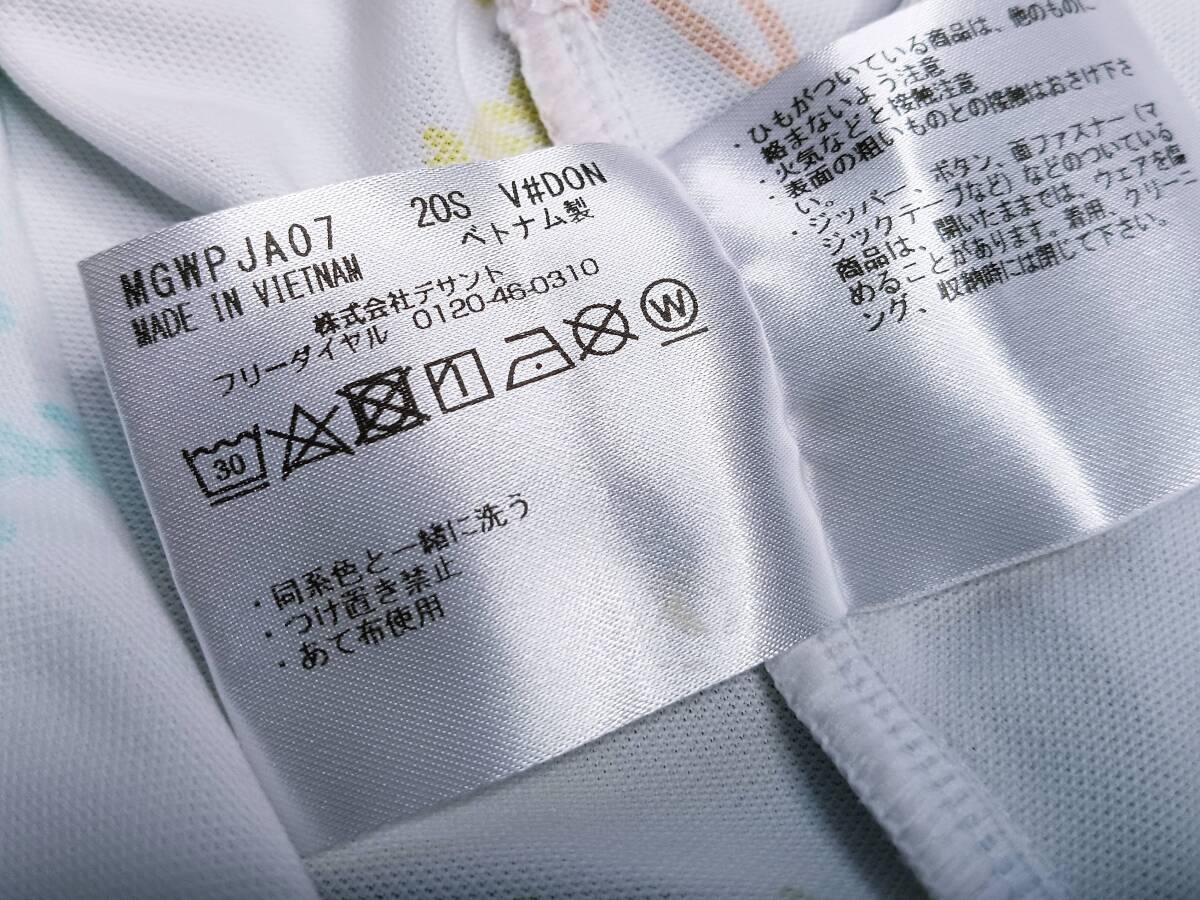 MGWPJA07 20S V#DON
MADE IN VIETNAM ベトナム製
株式会社デサント
フリーダイヤル 0120-46-0310
30 1 W
・同系色と一緒に洗う
・つけ置き禁止
・あて布使用
・ひもがついている商品は、他のものに
絡まないよう注意
・火気などと接触注意
・表面の粗いものとの接触はおさけ下さ
い。
・ジッパー、ボタン、面ファスナー（マ
ジックテープなど）などのついている
商品は、開いたままでは、ウェアを傷
めることがあります。着用、クリーニ
ング、収納時には閉じて下さい。